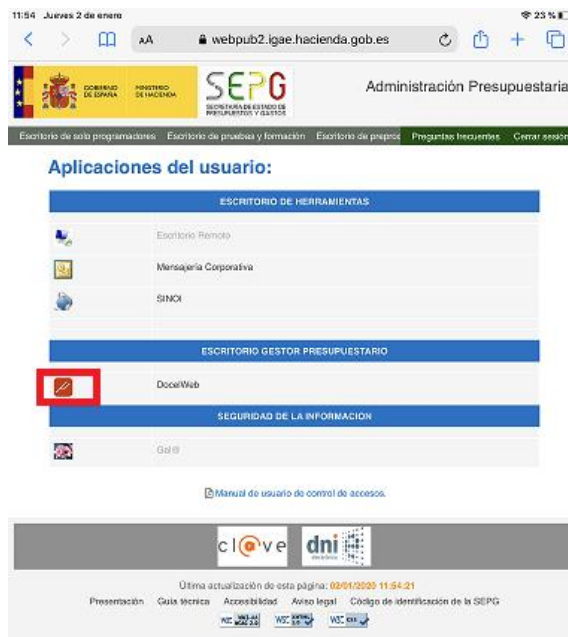 11:54 Jueves 2 de enero 23 %
AA webpub2.igae.hacienda.gob.es
GOBIERNO DE ESPAÑA
MINISTERIO DE HACIENDA
SEPG
SECRETARÍA DE ESTADO DE PRESUPUESTOS Y GASTOS
Administración Presupuestaria
Escritorio de solo programadores Escritorio de pruebas y formación Escritorio de preproc Preguntas frecuentes Cerrar sesión
Aplicaciones del usuario:
ESCRITORIO DE HERRAMIENTAS
Escritorio Remoto
Mensajería Corporativa
SINOI
ESCRITORIO GESTOR PRESUPUESTARIO
DocelWeb
SEGURIDAD DE LA INFORMACION
Manual de usuario de control de accesos.
cl@ve dni
Última actualización de esta página: 02/01/2020 11:54:21
Presentación Guía técnica Accesibilidad Aviso legal Código de identificación de la SEPG